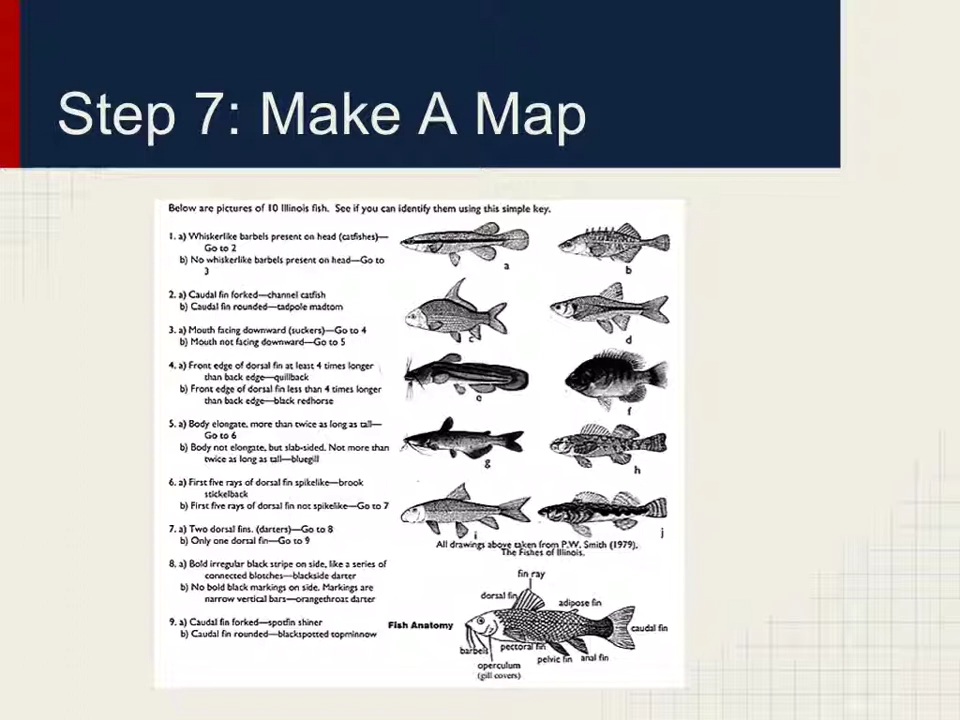 Step 7: Make A Map
Below are pictures of 10 Illinois fish. See if you can identify them using this simple key.
1. a) Whiskerlike barbels present on head (catfishes)—
Go to 2
b) No whiskerlike barbels present on head—Go to
3
2. a) Caudal fin forked—channel catfish
b) Caudal fin rounded—tadpole madtom
3. a) Mouth facing downward (suckers)—Go to 4
b) Mouth not facing downward—Go to 5
4. a) Front edge of dorsal fin at least 4 times longer
than back edge—quillback
b) Front edge of dorsal fin less than 4 times longer
than back edge—black redhorse
5. a) Body elongate, more than twice as long as tall—
Go to 6
b) Body not elongate, but slab-sided. Not more than
twice as long as tall—bluegill
6. a) First five rays of dorsal fin spikelike—brook
stickelback
b) First five rays of dorsal fin not spikelike—Go to 7
7. a) Two dorsal fins. (darters)—Go to 8
b) Only one dorsal fin—Go to 9
8. a) Bold irregular black stripe on side, like a series of
connected blotches—blackside darter
b) No bold black markings on side. Markings are
narrow vertical bars—orangethroat darter
9. a) Caudal fin forked—spotfin shiner
b) Caudal fin rounded—blackspotted topminnow
a
b
c
d
e
f
g
h
i
j
All drawings above taken from P.W. Smith (1979).
The Fishes of Illinois.
Fish Anatomy
fin ray
dorsal fin
adipose fin
caudal fin
barbels
pectoral fin
pelvic fin
anal fin
operculum
(gill covers)